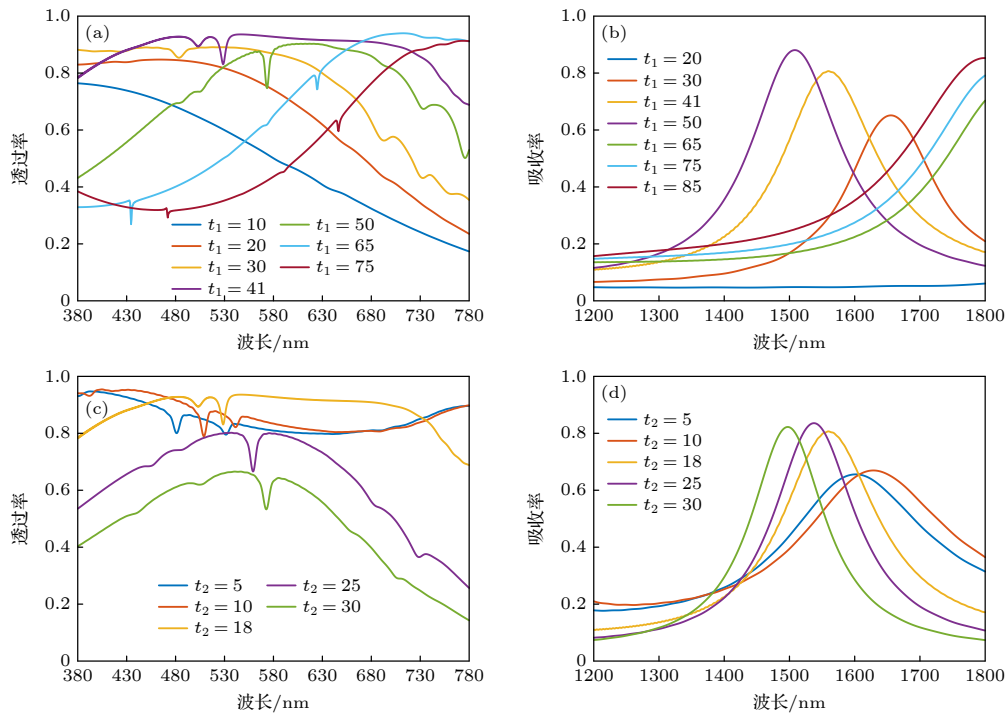 (a)
1.0
0.8
0.6
0.4
0.2
0
透过率
t₁ = 10
t₁ = 20
t₁ = 30
t₁ = 41
t₁ = 50
t₁ = 65
t₁ = 75
380 430 480 530 580 630 680 730 780
波长/nm
(b)
1.0
0.8
0.6
0.4
0.2
0
吸收率
t₁ = 20
t₁ = 30
t₁ = 41
t₁ = 50
t₁ = 65
t₁ = 75
t₁ = 85
1200 1300 1400 1500 1600 1700 1800
波长/nm
(c)
1.0
0.8
0.6
0.4
0.2
0
透过率
t₂ = 5
t₂ = 10
t₂ = 18
t₂ = 25
t₂ = 30
380 430 480 530 580 630 680 730 780
波长/nm
(d)
1.0
0.8
0.6
0.4
0.2
0
吸收率
t₂ = 5
t₂ = 10
t₂ = 18
t₂ = 25
t₂ = 30
1200 1300 1400 1500 1600 1700 1800
波长/nm